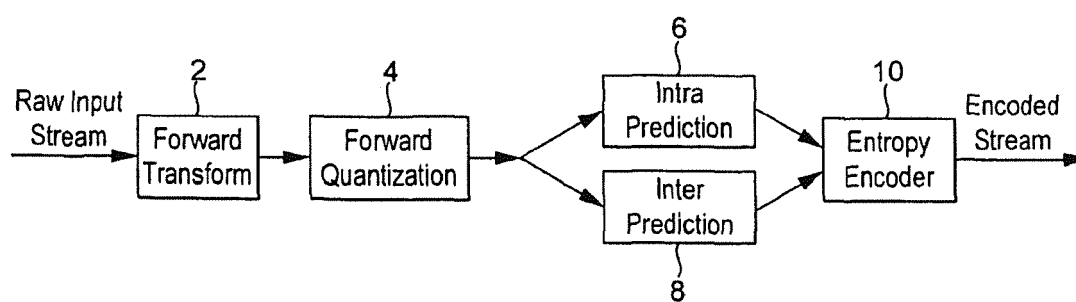 2
4
6
10
8
Raw Input
Stream
Forward
Transform
Forward
Quantization
Intra
Prediction
Inter
Prediction
Entropy
Encoder
Encoded
Stream